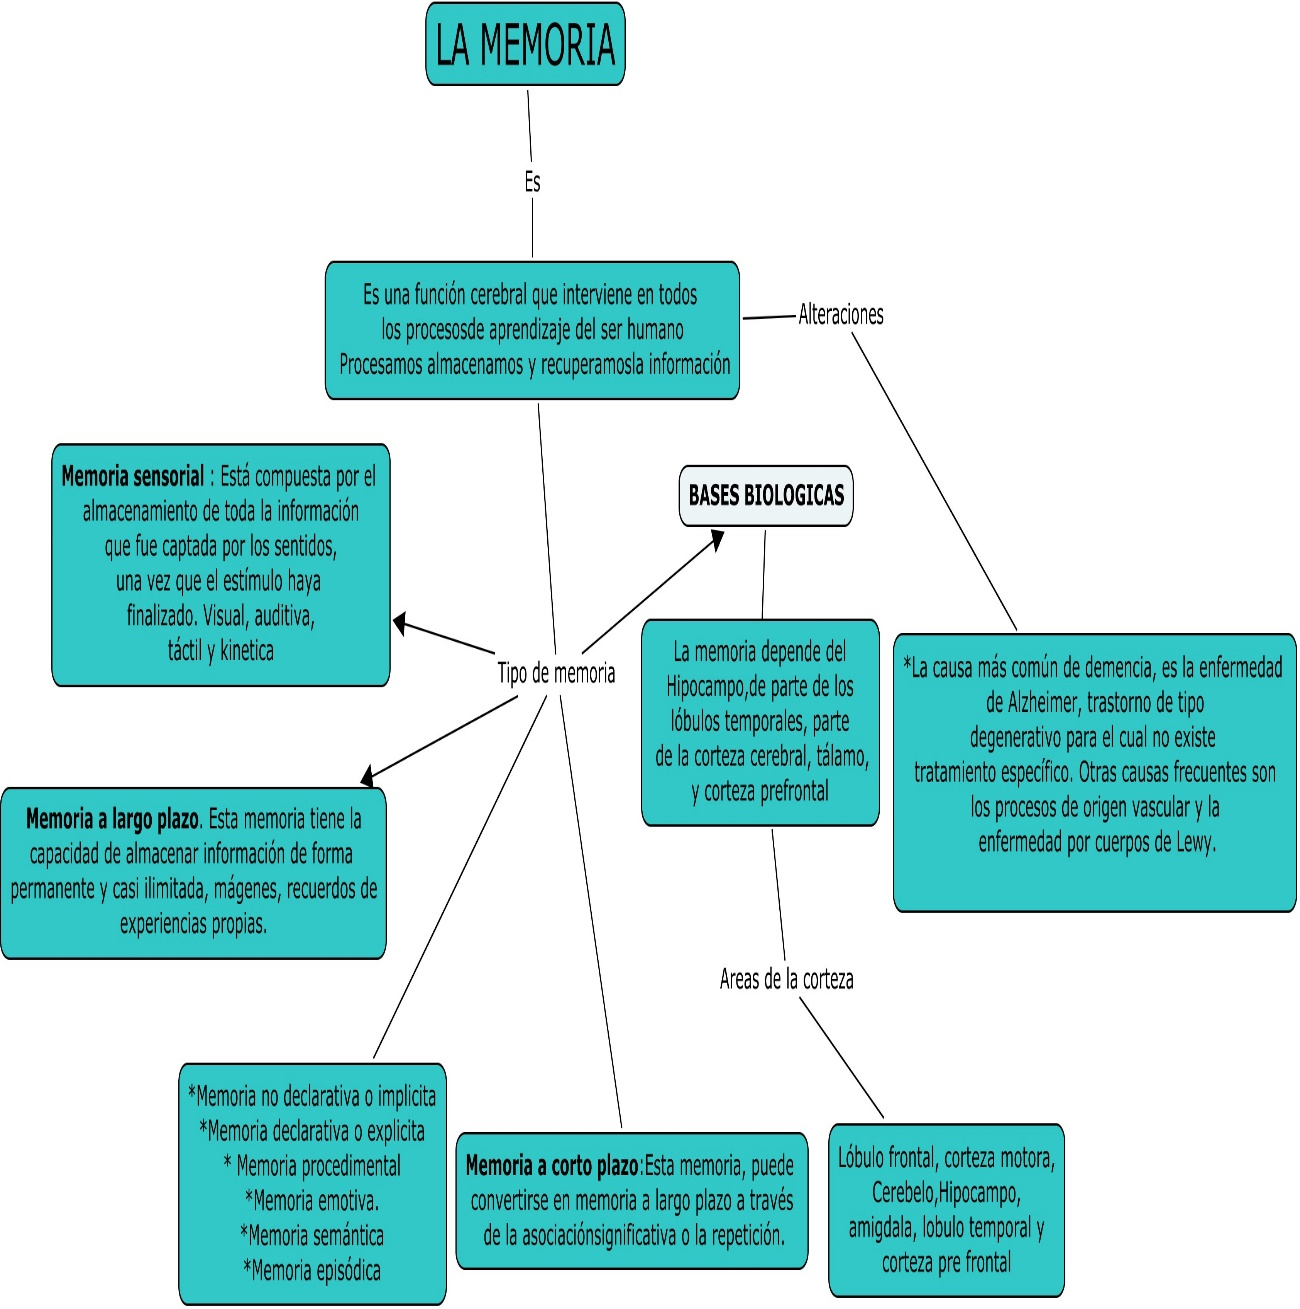 LA MEMORIA
Es
Es una función cerebral que interviene en todos
los procesosde aprendizaje del ser humano
Procesamos almacenamos y recuperamosla información
Alteraciones
Memoria sensorial : Está compuesta por el
almacenamiento de toda la información
que fue captada por los sentidos,
una vez que el estímulo haya
finalizado. Visual, auditiva,
táctil y kinetica
BASES BIOLOGICAS
Tipo de memoria
La memoria depende del
Hipocampo,de parte de los
lóbulos temporales, parte
de la corteza cerebral, tálamo,
y corteza prefrontal
*La causa más común de demencia, es la enfermedad
de Alzheimer, trastorno de tipo
degenerativo para el cual no existe
tratamiento específico. Otras causas frecuentes son
los procesos de origen vascular y la
enfermedad por cuerpos de Lewy.
Memoria a largo plazo. Esta memoria tiene la
capacidad de almacenar información de forma
permanente y casi ilimitada, mágenes, recuerdos de
experiencias propias.
Areas de la corteza
*Memoria no declarativa o implicita
*Memoria declarativa o explicita
* Memoria procedimental
*Memoria emotiva.
*Memoria semántica
*Memoria episódica
Memoria a corto plazo:Esta memoria, puede
convertirse en memoria a largo plazo a través
de la asociaciónsignificativa o la repetición.
Lóbulo frontal, corteza motora,
Cerebelo,Hipocampo,
amigdala, lobulo temporal y
corteza pre frontal